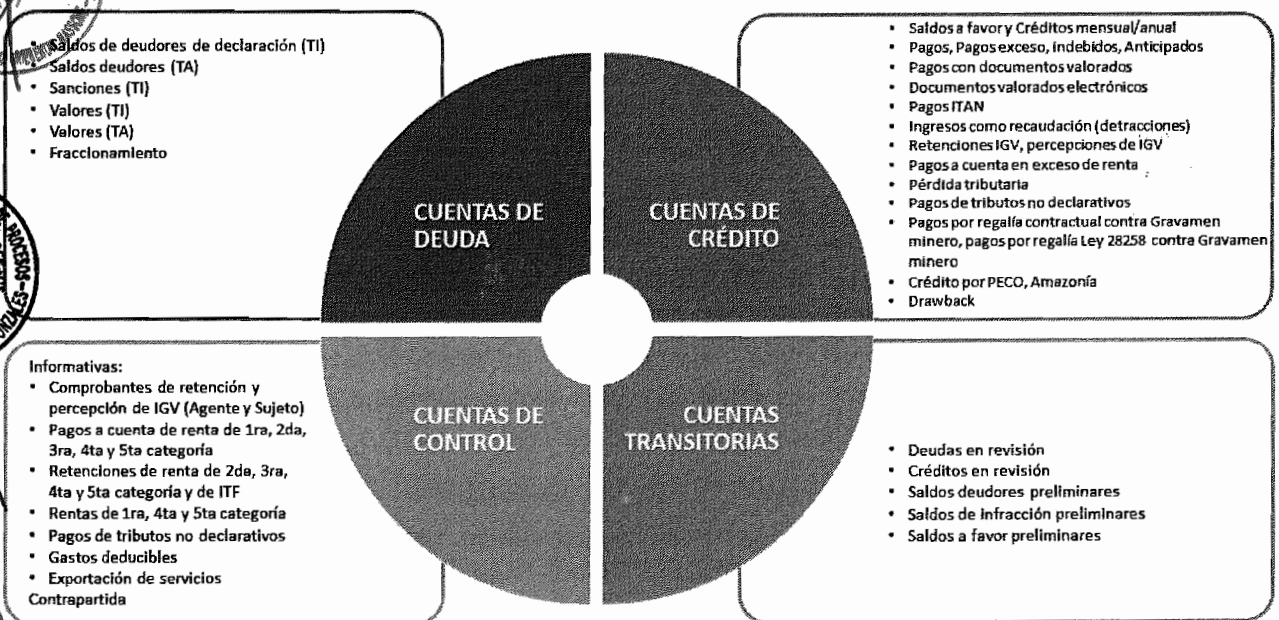 • Saldos de deudores de declaración (TI)
• Saldos deudores (TA)
• Sanciones (TI)
• Valores (TI)
• Valores (TA)
• Fraccionamiento
CUENTAS DE
DEUDA
CUENTAS DE
CRÉDITO
• Saldos a favor y Créditos mensual/anual
• Pagos, Pagos exceso, indebidos, Anticipados
• Pagos con documentos valorados
• Documentos valorados electrónicos
• Pagos ITAN
• Ingresos como recaudación (detracciones)
• Retenciones IGV, percepciones de IGV
• Pagos a cuenta en exceso de renta
• Pérdida tributaria
• Pagos de tributos no declarativos
• Pagos por regalía contractual contra Gravamen
minero, pagos por regalía Ley 28258 contra Gravamen
minero
• Crédito por PECO, Amazonía
• Drawback
Informativas:
• Comprobantes de retención y
percepción de IGV (Agente y Sujeto)
• Pagos a cuenta de renta de 1ra, 2da,
3ra, 4ta y 5ta categoría
• Retenciones de renta de 2da, 3ra,
4ta y 5ta categoría y de ITF
• Rentas de 1ra, 4ta y 5ta categoría
• Pagos de tributos no declarativos
• Gastos deducibles
• Exportación de servicios
Contrapartida
CUENTAS DE
CONTROL
CUENTAS
TRANSITORIAS
• Deudas en revisión
• Créditos en revisión
• Saldos deudores preliminares
• Saldos de infracción preliminares
• Saldos a favor preliminares
PROCESOS